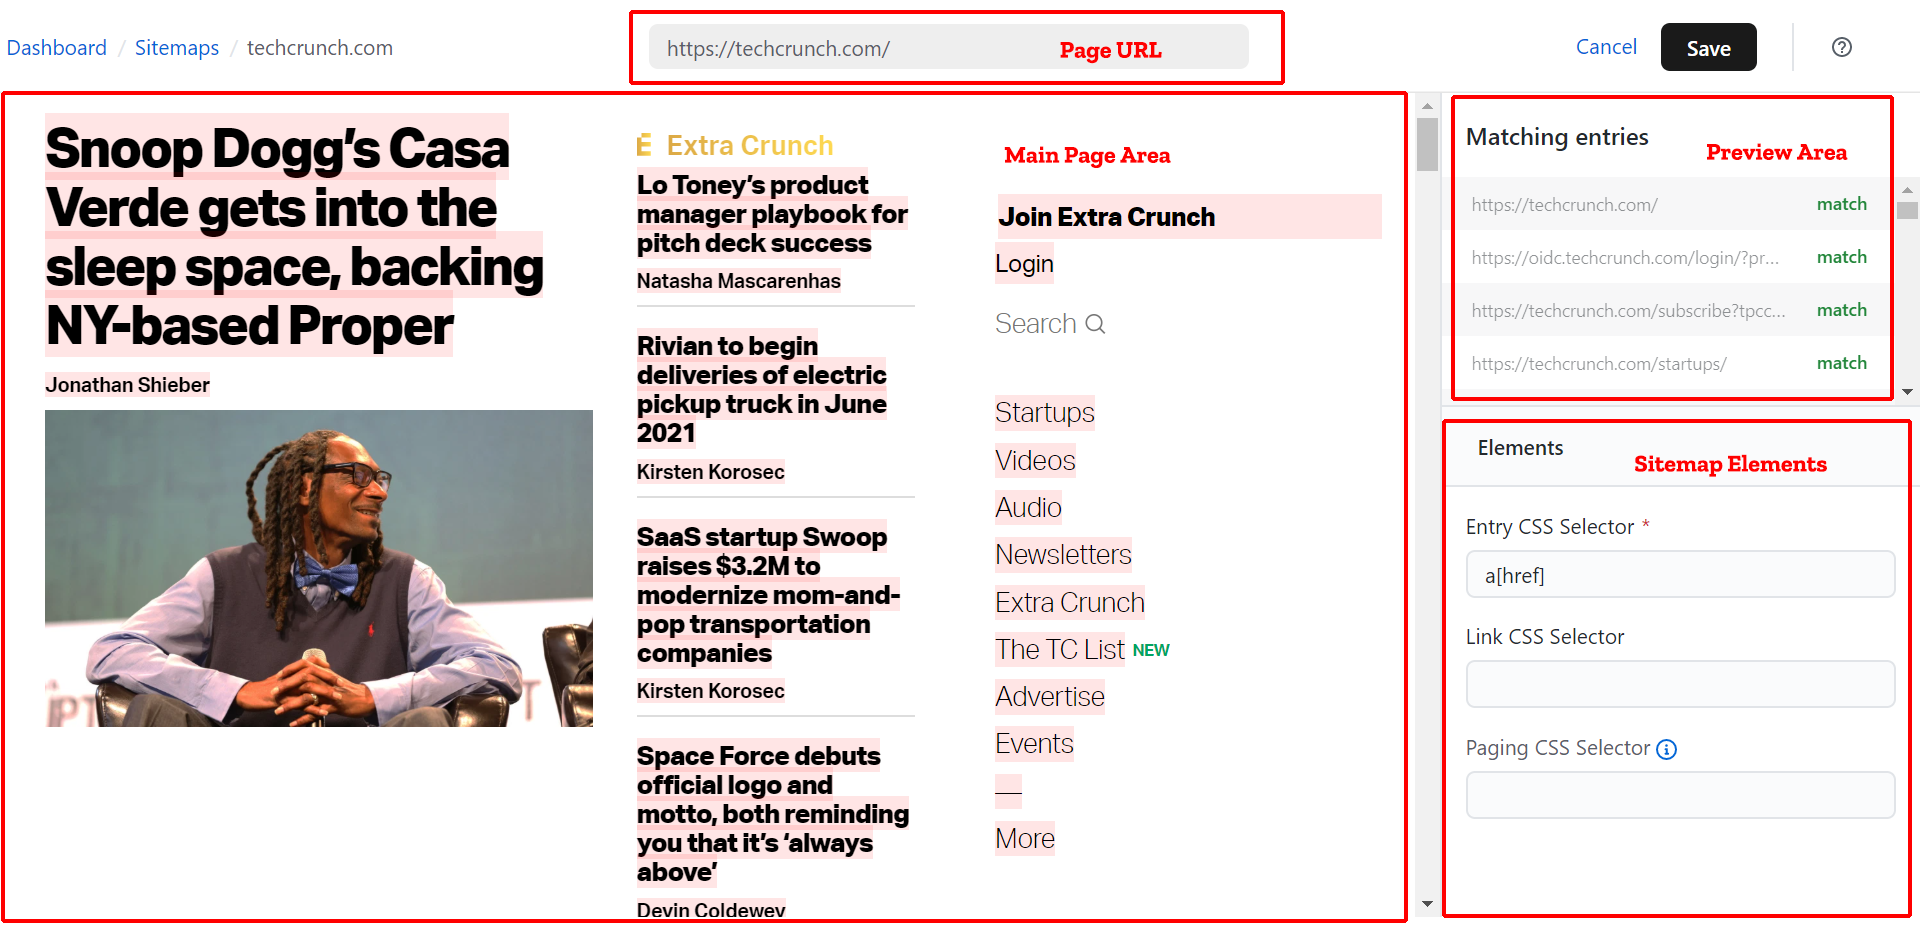 Dashboard / Sitemaps / techcrunch.com
https://techcrunch.com/
Page URL
Cancel
Save
Snoop Dogg’s Casa
Verde gets into the
sleep space, backing
NY-based Proper
Jonathan Shieber
Extra Crunch
Lo Toney’s product
manager playbook for
pitch deck success
Natasha Mascarenhas
Rivian to begin
deliveries of electric
pickup truck in June
2021
Kirsten Korosec
SaaS startup Swoop
raises $3.2M to
modernize mom-and-
pop transportation
companies
Kirsten Korosec
Space Force debuts
official logo and
motto, both reminding
you that it’s ‘always
above’
Devin Coldewey
Main Page Area
Join Extra Crunch
Login
Search
Startups
Videos
Audio
Newsletters
Extra Crunch
The TC List NEW
Advertise
Events
—
More
Matching entries
Preview Area
https://techcrunch.com/ match
https://oidc.techcrunch.com/login/?pr... match
https://techcrunch.com/subscribe?tpcc... match
https://techcrunch.com/startups/ match
Elements
Sitemap Elements
Entry CSS Selector *
a[href]
Link CSS Selector
Paging CSS Selector